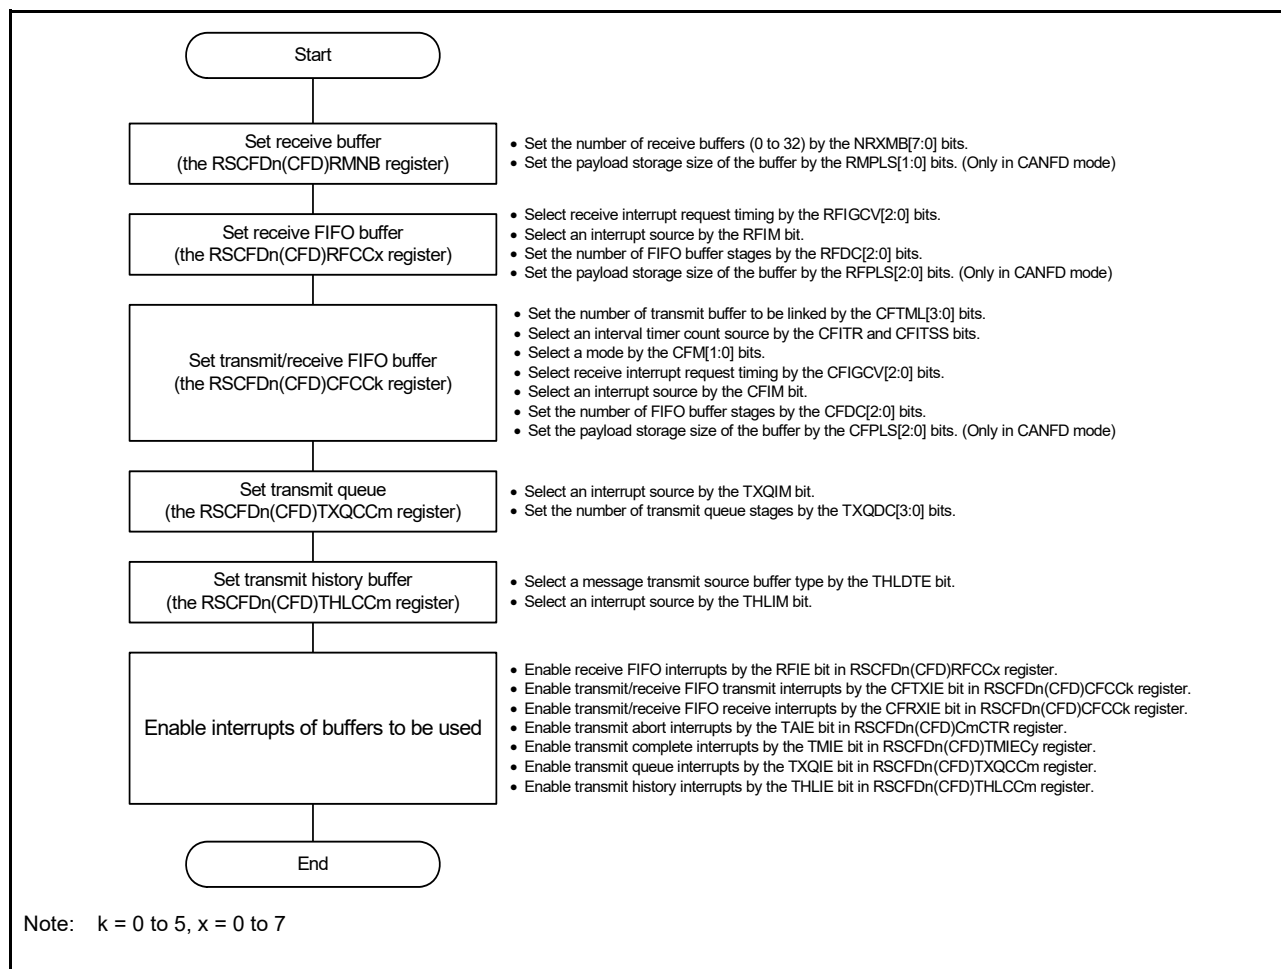 Start
Set receive buffer
(the RSCFDn(CFD)RMNB register)
• Set the number of receive buffers (0 to 32) by the NRXMB[7:0] bits.
• Set the payload storage size of the buffer by the RMPLS[1:0] bits. (Only in CANFD mode)
Set receive FIFO buffer
(the RSCFDn(CFD)RFCCx register)
• Select receive interrupt request timing by the RFIGCV[2:0] bits.
• Select an interrupt source by the RFIM bit.
• Set the number of FIFO buffer stages by the RFDC[2:0] bits.
• Set the payload storage size of the buffer by the RFPLS[2:0] bits. (Only in CANFD mode)
Set transmit/receive FIFO buffer
(the RSCFDn(CFD)CFCCk register)
• Set the number of transmit buffer to be linked by the CFTML[3:0] bits.
• Select an interval timer count source by the CFITR and CFITSS bits.
• Select a mode by the CFM[1:0] bits.
• Select receive interrupt request timing by the CFIGCV[2:0] bits.
• Select an interrupt source by the CFIM bit.
• Set the number of FIFO buffer stages by the CFDC[2:0] bits.
• Set the payload storage size of the buffer by the CFPLS[2:0] bits. (Only in CANFD mode)
Set transmit queue
(the RSCFDn(CFD)TXQCCm register)
• Select an interrupt source by the TXQIM bit.
• Set the number of transmit queue stages by the TXQDC[3:0] bits.
Set transmit history buffer
(the RSCFDn(CFD)THLCCm register)
• Select a message transmit source buffer type by the THLDTE bit.
• Select an interrupt source by the THLIM bit.
Enable interrupts of buffers to be used
• Enable receive FIFO interrupts by the RFIE bit in RSCFDn(CFD)RFCCx register.
• Enable transmit/receive FIFO transmit interrupts by the CFTXIE bit in RSCFDn(CFD)CFCCk register.
• Enable transmit/receive FIFO receive interrupts by the CFRXIE bit in RSCFDn(CFD)CFCCk register.
• Enable transmit abort interrupts by the TAIE bit in RSCFDn(CFD)CmCTR register.
• Enable transmit complete interrupts by the TMIE bit in RSCFDn(CFD)TMIECy register.
• Enable transmit queue interrupts by the TXQIE bit in RSCFDn(CFD)TXQCCm register.
• Enable transmit history interrupts by the THLIE bit in RSCFDn(CFD)THLCCm register.
End
Note: k = 0 to 5, x = 0 to 7